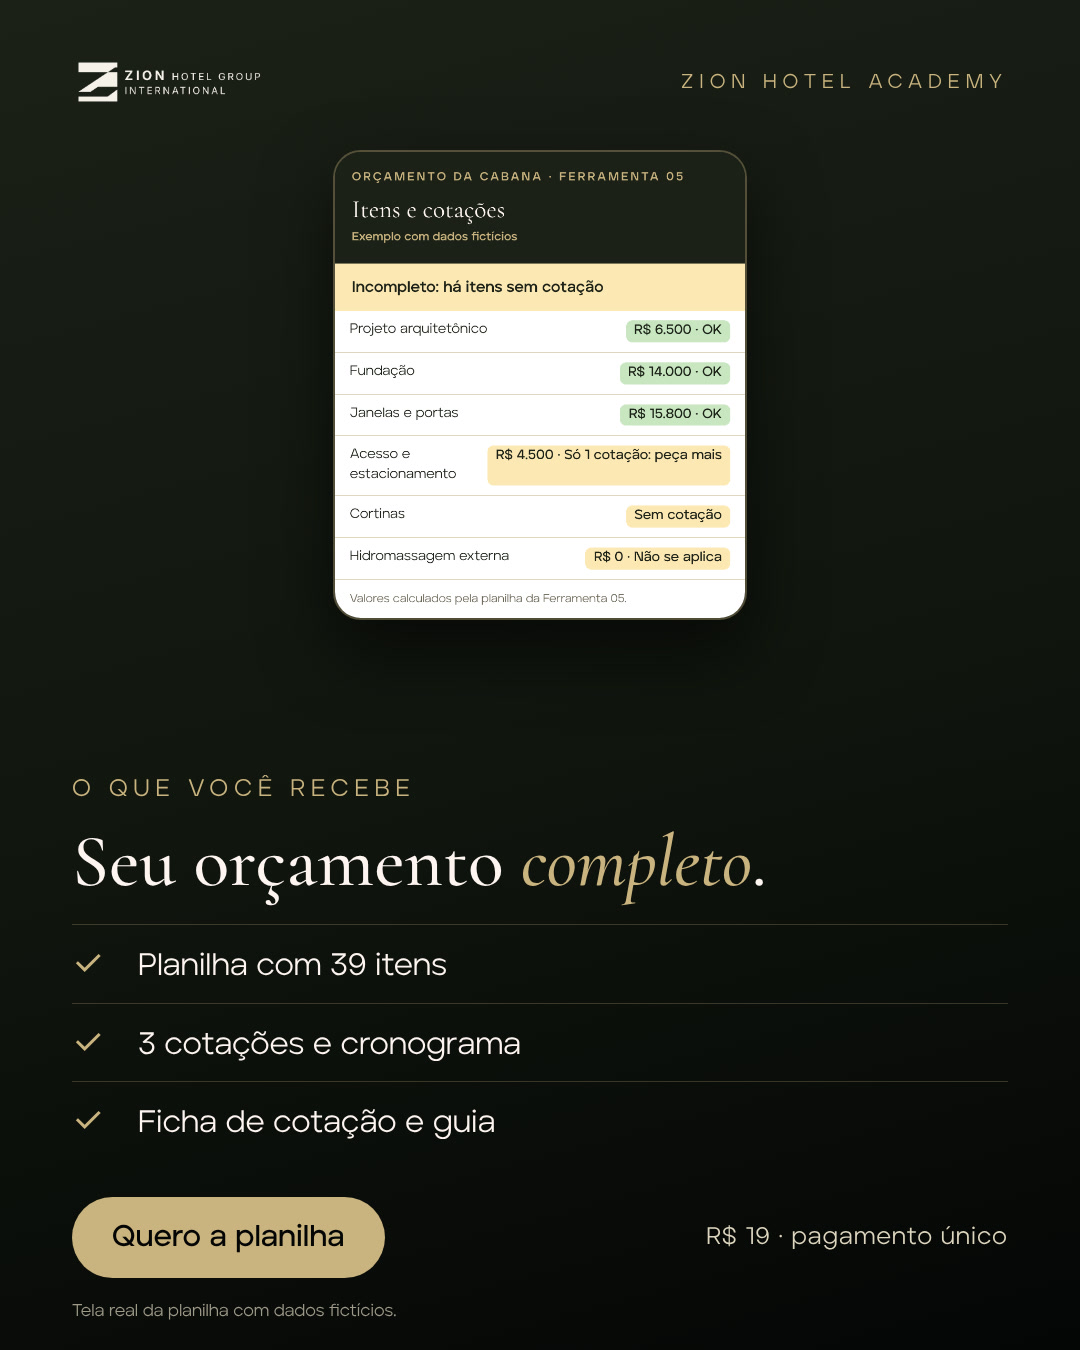 ZION HOTEL GROUP
INTERNATIONAL
ZION HOTEL ACADEMY
ORÇAMENTO DA CABANA · FERRAMENTA 05
Itens e cotações
Exemplo com dados fictícios
Incompleto: há itens sem cotação
Projeto arquitetônico R$ 6.500 · OK
Fundação R$ 14.000 · OK
Janelas e portas R$ 15.800 · OK
Acesso e
estacionamento
R$ 4.500 · Só 1 cotação: peça mais
Cortinas Sem cotação
Hidromassagem externa R$ 0 · Não se aplica
Valores calculados pela planilha da Ferramenta 05.
O QUE VOCÊ RECEBE
Seu orçamento completo.
Planilha com 39 itens
3 cotações e cronograma
Ficha de cotação e guia
Quero a planilha
R$ 19 · pagamento único
Tela real da planilha com dados fictícios.